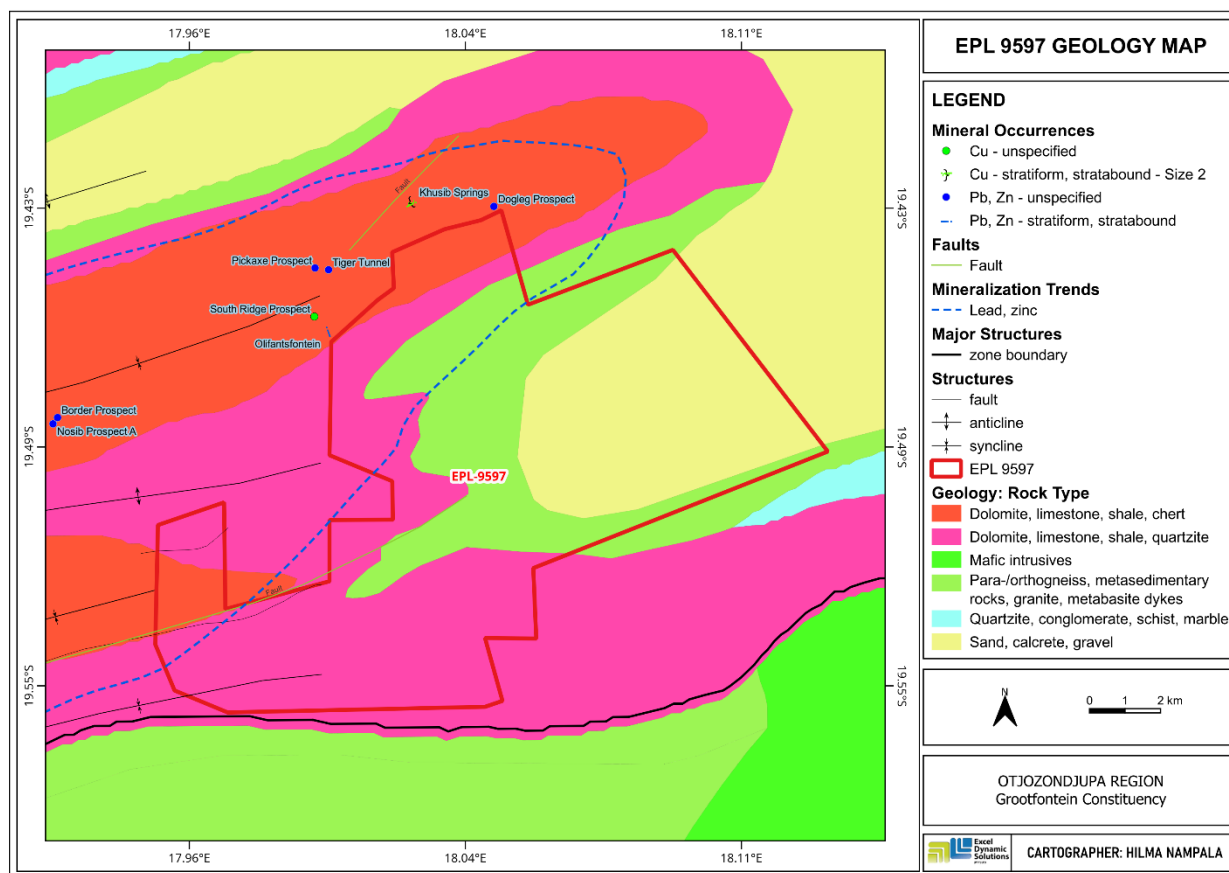 17.96°E
18.04°E
18.11°E
19.43°S
19.43°S
Fault
Khusib Springs
Dogleg Prospect
Pickaxe Prospect
Tiger Tunnel
South Ridge Prospect
Olifantsfontein
Border Prospect
Nosib Prospect A
19.49°S
19.49°S
EPL-9597
Fault
19.55°S
19.55°S
17.96°E
18.04°E
18.11°E
EPL 9597 GEOLOGY MAP
LEGEND
Mineral Occurrences
Cu - unspecified
Cu - stratiform, stratabound - Size 2
Pb, Zn - unspecified
Pb, Zn - stratiform, stratabound
Faults
Fault
Mineralization Trends
Lead, zinc
Major Structures
zone boundary
Structures
fault
anticline
syncline
EPL 9597
Geology: Rock Type
Dolomite, limestone, shale, chert
Dolomite, limestone, shale, quartzite
Mafic intrusives
Para-/orthogneiss, metasedimentary
rocks, granite, metabasite dykes
Quartzite, conglomerate, schist, marble
Sand, calcrete, gravel
N
0 1 2 km
OTJOZONDJUPA REGION
Grootfontein Constituency
Excel
Dynamic
Solutions
CARTOGRAPHER: HILMA NAMPALA